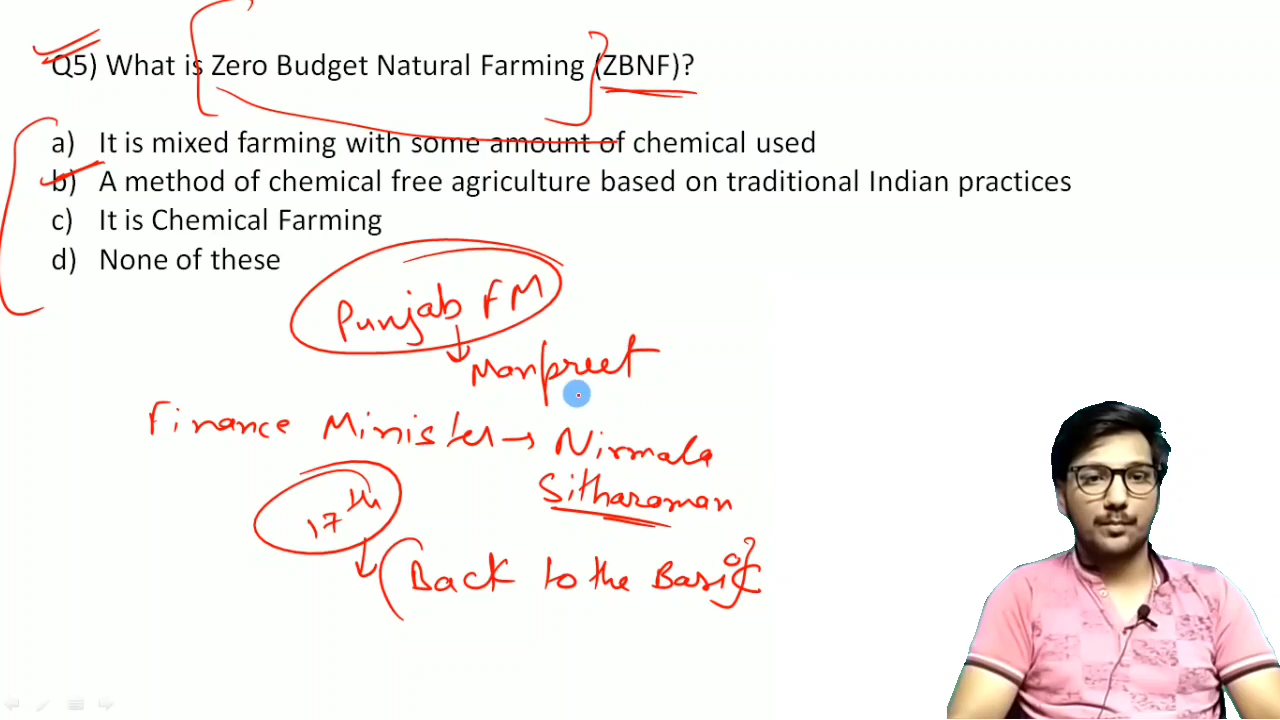 Q5) What is Zero Budget Natural Farming (ZBNF)?
a) It is mixed farming with some amount of chemical used
b) A method of chemical free agriculture based on traditional Indian practices
c) It is Chemical Farming
d) None of these
Punjab FM
Manpreet
Finance Minister → Nirmala
Sitharaman
17th
Back to the Basic